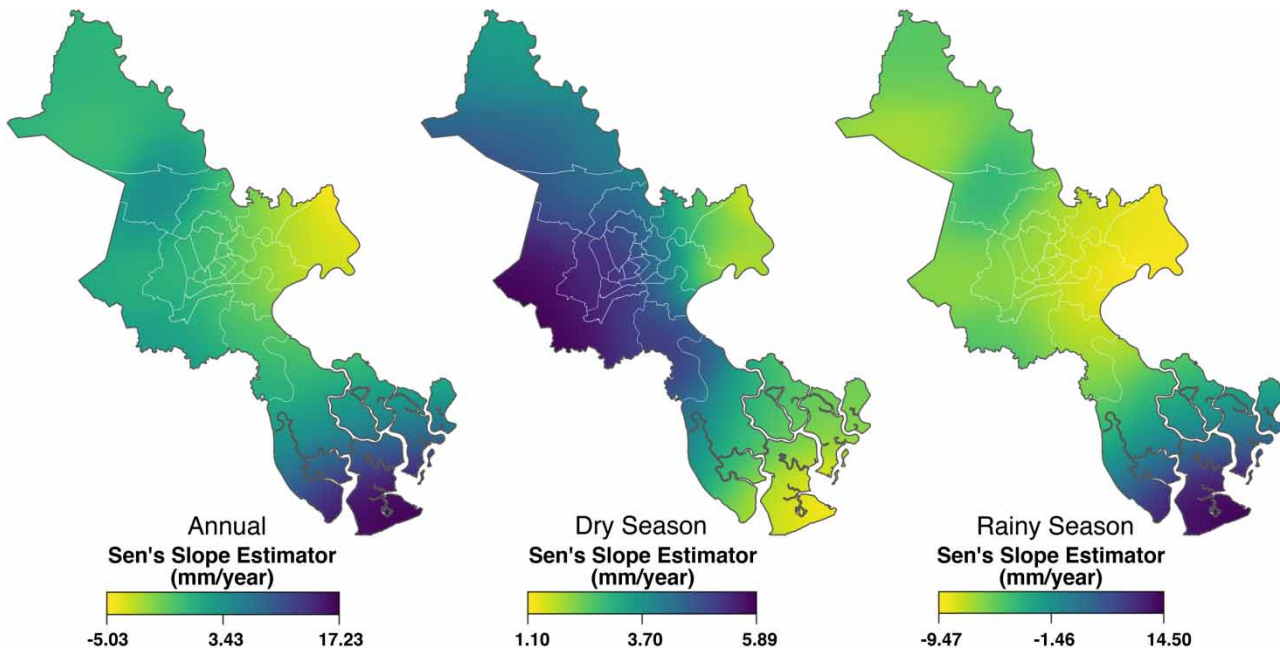 Annual
Sen's Slope Estimator
(mm/year)
-5.03 3.43 17.23
Dry Season
Sen's Slope Estimator
(mm/year)
1.10 3.70 5.89
Rainy Season
Sen's Slope Estimator
(mm/year)
-9.47 -1.46 14.50